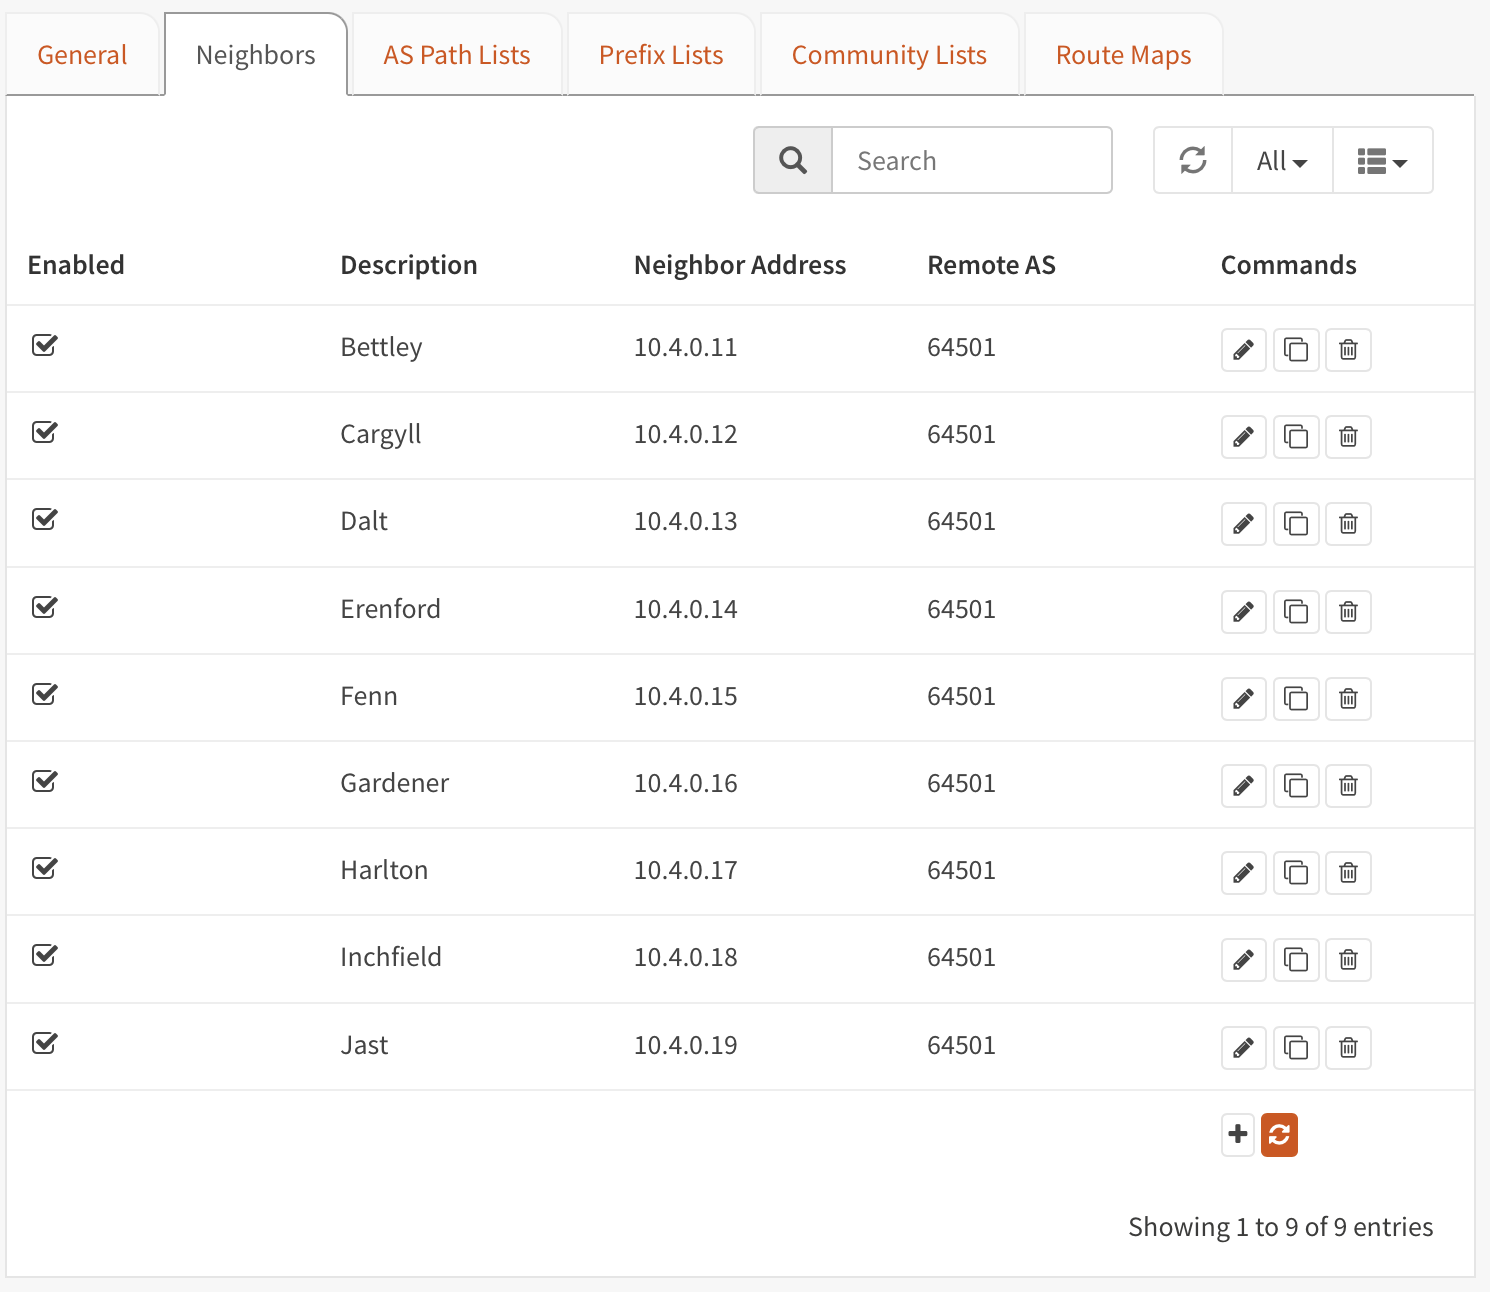 General Neighbors AS Path Lists Prefix Lists Community Lists Route Maps
Search All
Enabled Description Neighbor Address Remote AS Commands
Bettley 10.4.0.11 64501
Cargyll 10.4.0.12 64501
Dalt 10.4.0.13 64501
Erenford 10.4.0.14 64501
Fenn 10.4.0.15 64501
Gardener 10.4.0.16 64501
Harlton 10.4.0.17 64501
Inchfield 10.4.0.18 64501
Jast 10.4.0.19 64501
Showing 1 to 9 of 9 entries